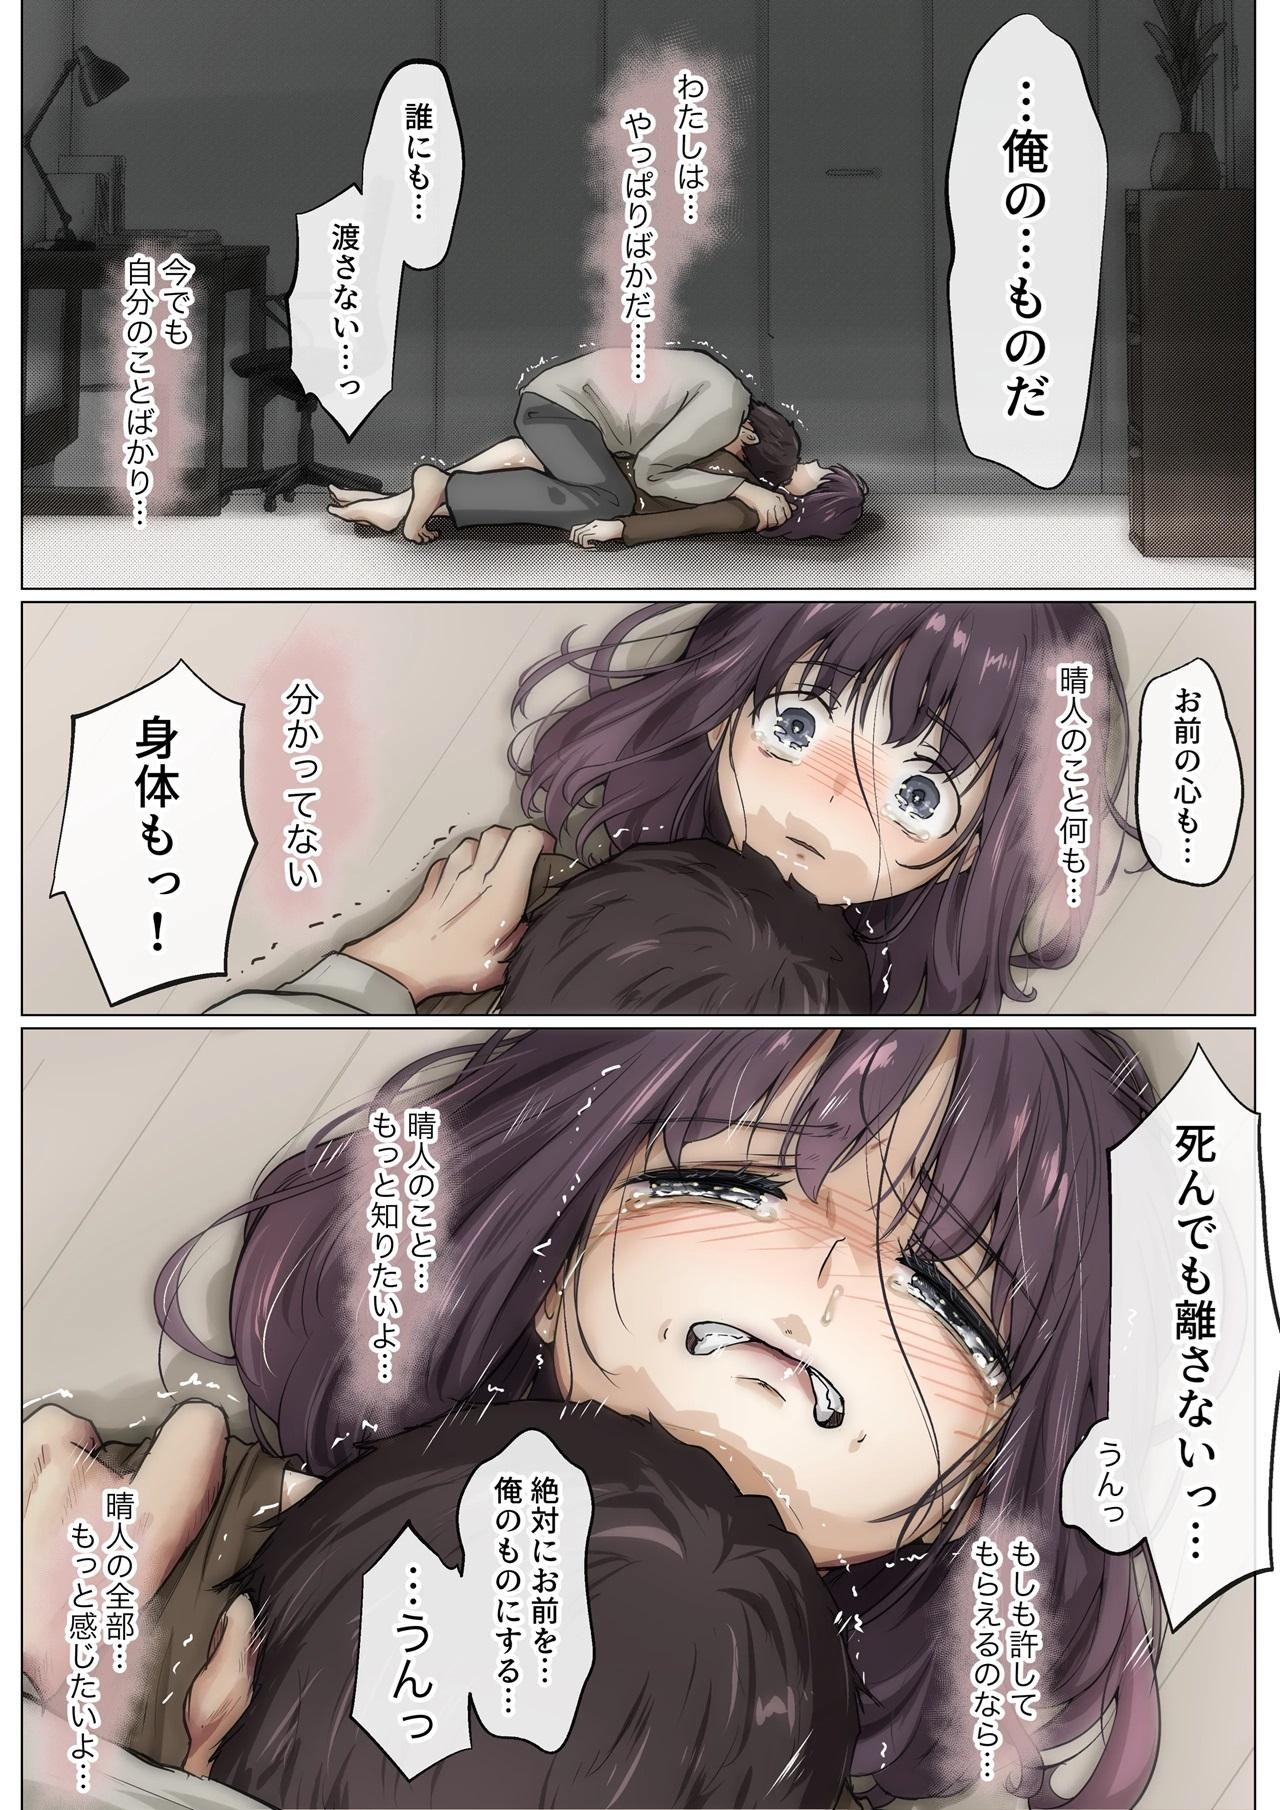 …俺の…ものだ
わたしは…
やっぱりばかだ……
誰にも…
渡さない…っ
今でも
自分のことばかり…
お前の心も…
晴人のこと何も…
分かってない
身体もっ！
死んでも離さないっ…
うんっ
もしも許して
もらえるのなら…
晴人のこと…
もっと知りたいよ…
絶対にお前を…
俺のものにする…
…うんっ
晴人の全部…
もっと感じたいよ…